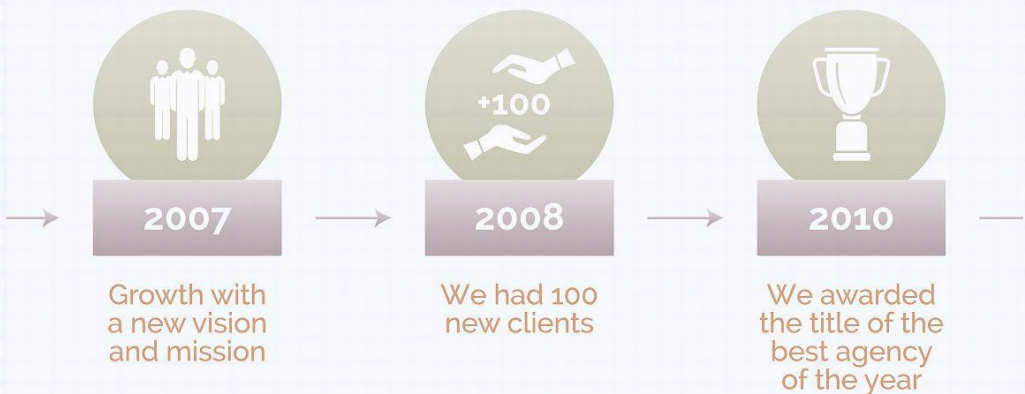 +100
2007
2008
2010
Growth with
a new vision
and mission
We had 100
new clients
We awarded
the title of the
best agency
of the year